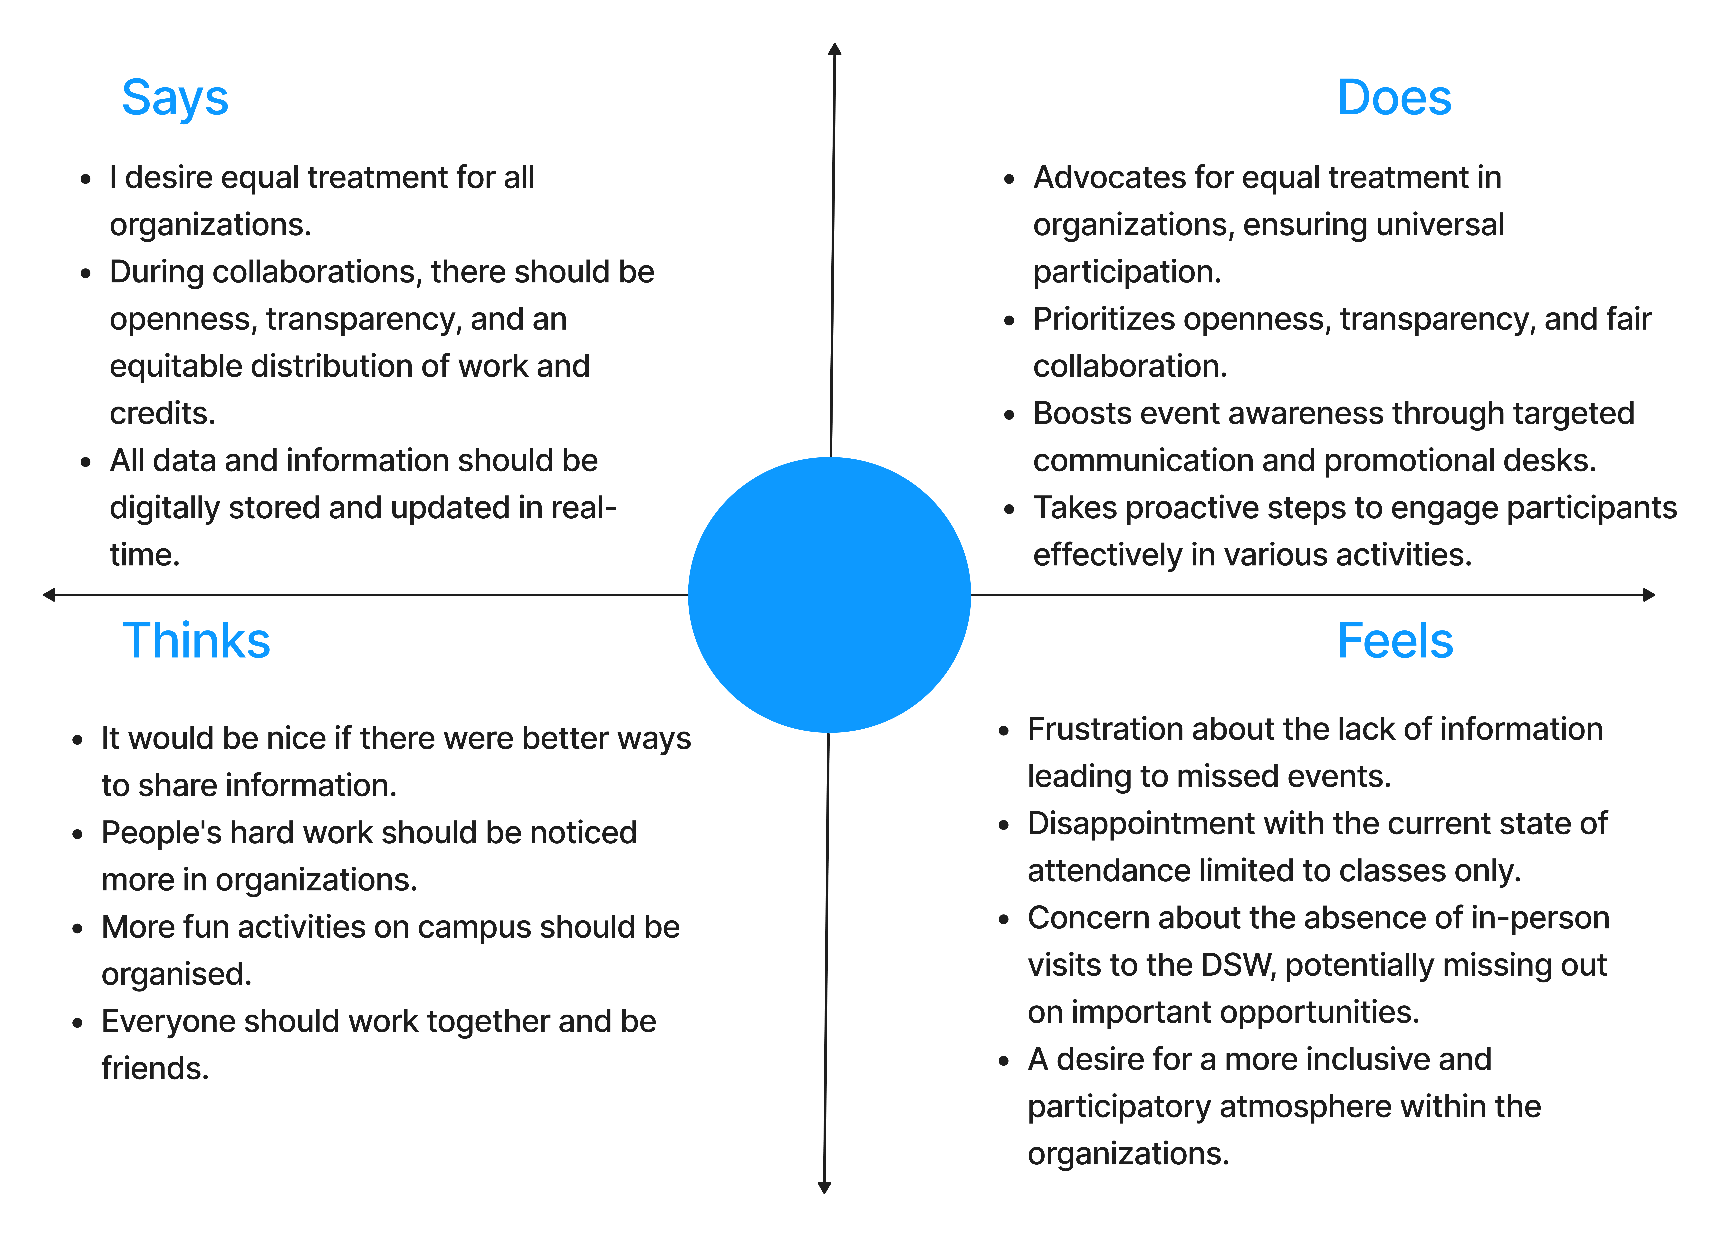 Says
• I desire equal treatment for all
organizations.
• During collaborations, there should be
openness, transparency, and an
equitable distribution of work and
credits.
• All data and information should be
digitally stored and updated in real-
time.
Does
• Advocates for equal treatment in
organizations, ensuring universal
participation.
• Prioritizes openness, transparency, and fair
collaboration.
• Boosts event awareness through targeted
communication and promotional desks.
• Takes proactive steps to engage participants
effectively in various activities.
Thinks
• It would be nice if there were better ways
to share information.
• People's hard work should be noticed
more in organizations.
• More fun activities on campus should be
organised.
• Everyone should work together and be
friends.
Feels
• Frustration about the lack of information
leading to missed events.
• Disappointment with the current state of
attendance limited to classes only.
• Concern about the absence of in-person
visits to the DSW, potentially missing out
on important opportunities.
• A desire for a more inclusive and
participatory atmosphere within the
organizations.